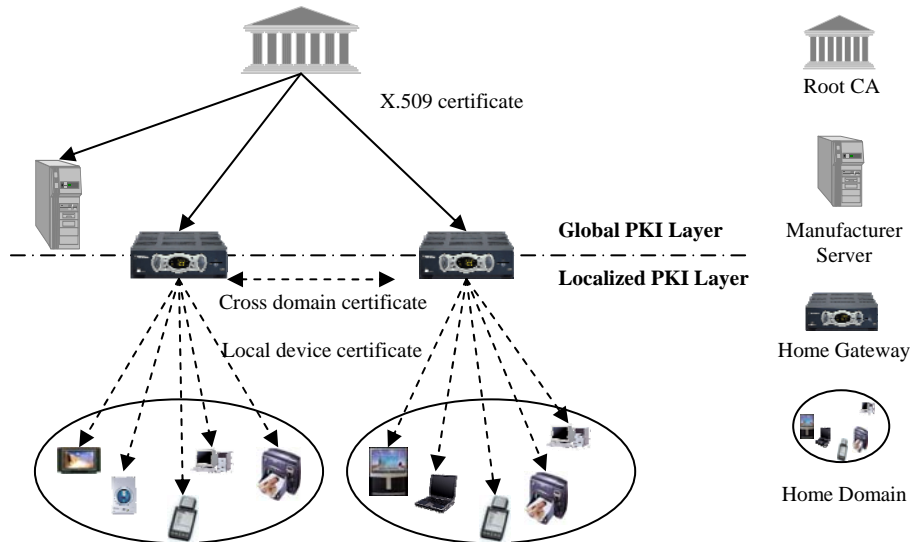 X.509 certificate
Root CA
Global PKI Layer
Localized PKI Layer
Manufacturer
Server
Cross domain certificate
Local device certificate
Home Gateway
Home Domain